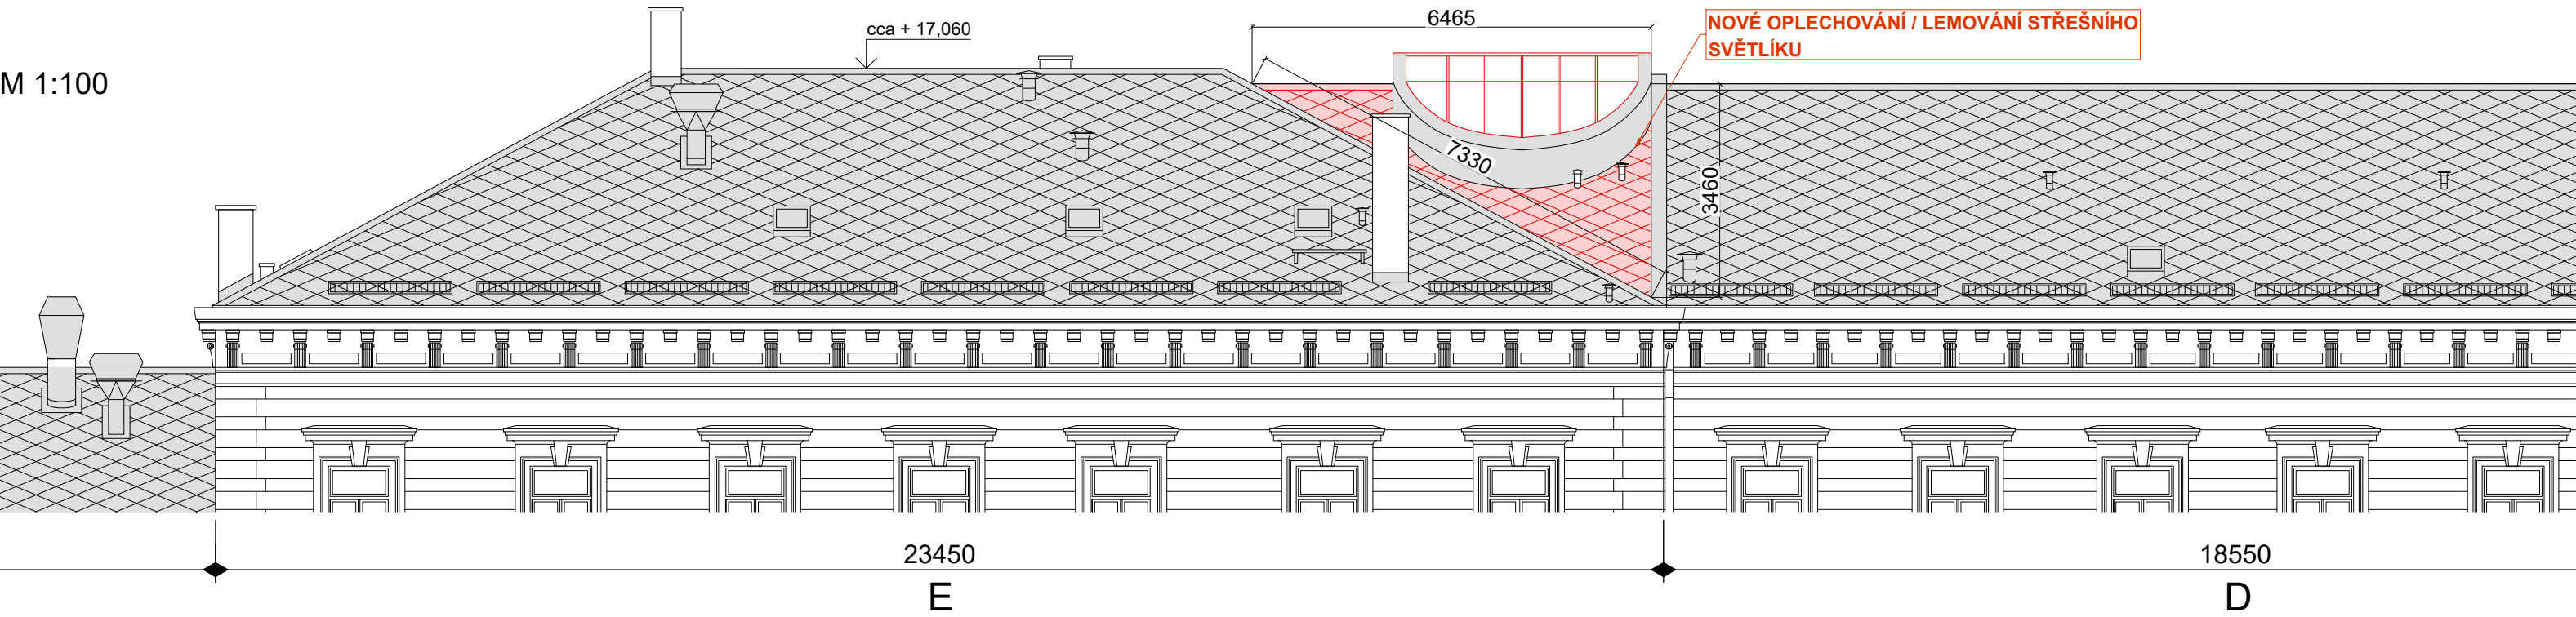 6465
NOVÉ OPLECHOVÁNÍ / LEMOVÁNÍ STŘEŠNÍHO
SVĚTLÍKU
cca + 17,060
M 1:100
7330
3460
23450
18550
E
D